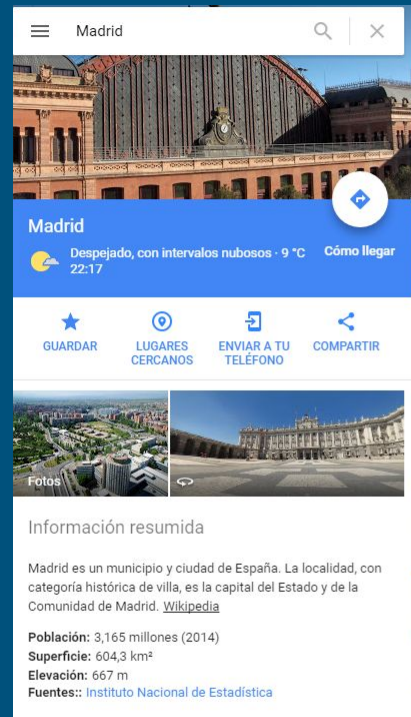 Madrid
Madrid
Despejado, con intervalos nubosos · 9 °C
22:17
Cómo llegar
GUARDAR
LUGARES
CERCANOS
ENVIAR A TU
TELÉFONO
COMPARTIR
Fotos
Información resumida
Madrid es un municipio y ciudad de España. La localidad, con
categoría histórica de villa, es la capital del Estado y de la
Comunidad de Madrid. Wikipedia
Población: 3,165 millones (2014)
Superficie: 604,3 km²
Elevación: 667 m
Fuentes:: Instituto Nacional de Estadística